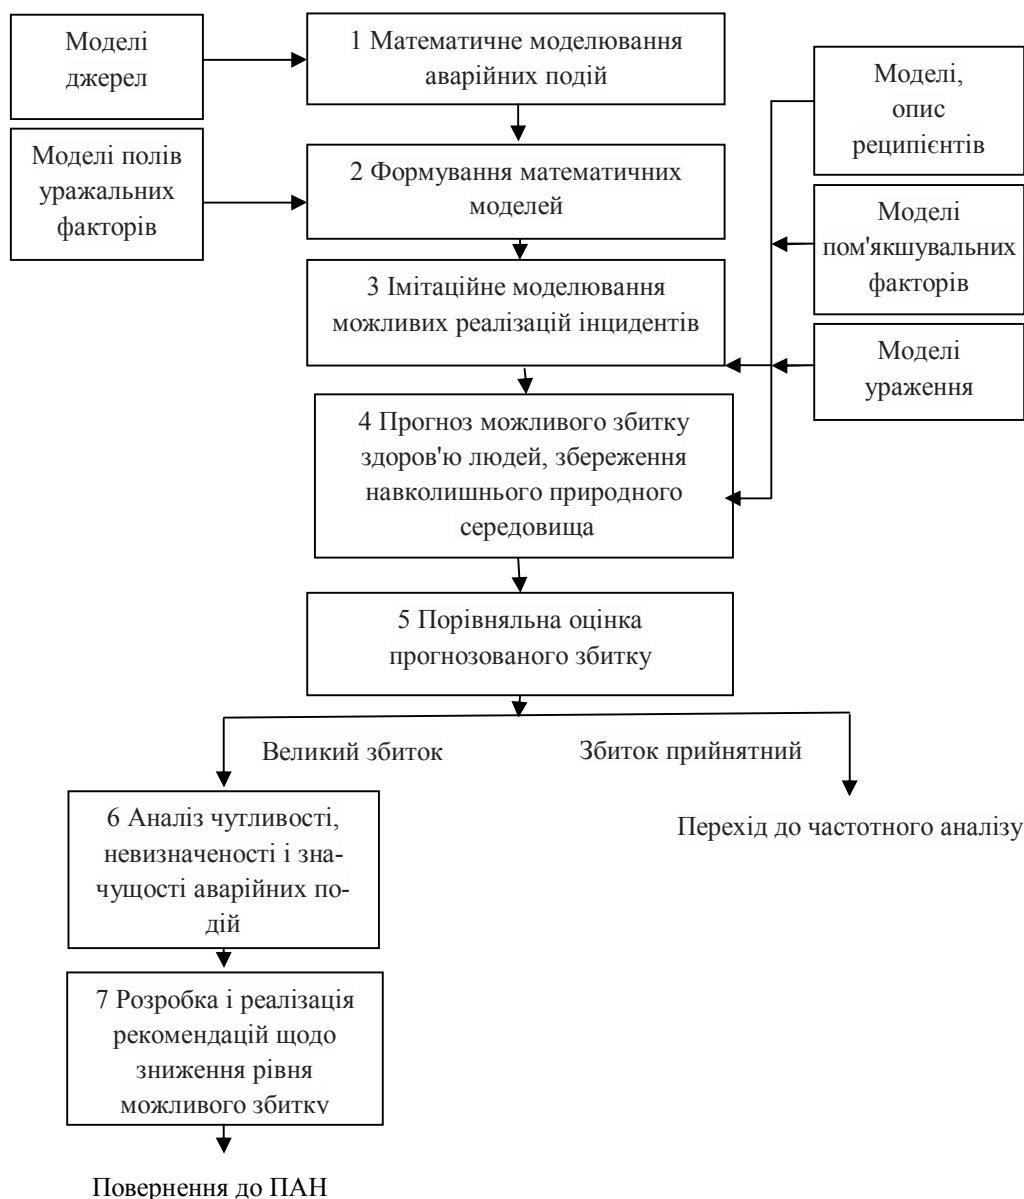 Моделі
джерел
1 Математичне моделювання
аварійних подій
Моделі,
опис
реципієнтів
Моделі полів
уражальних
факторів
2 Формування математичних
моделей
Моделі
пом'якшувальних
факторів
3 Імітаційне моделювання
можливих реалізацій інцидентів
Моделі
ураження
4 Прогноз можливого збитку
здоров'ю людей, збереження
навколишнього природного
середовища
5 Порівняльна оцінка
прогнозованого збитку
Великий збиток
Збиток прийнятний
6 Аналіз чутливості,
невизначеності і зна-
чущості аварійних по-
дій
Перехід до частотного аналізу
7 Розробка і реалізація
рекомендацій щодо
зниження рівня
можливого збитку
Повернення до ПАН